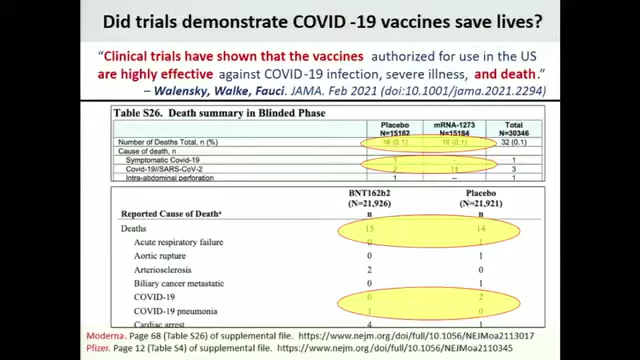 Did trials demonstrate COVID -19 vaccines save lives?
“Clinical trials have shown that the vaccines authorized for use in the US
are highly effective against COVID-19 infection, severe illness, and death.”
– Walensky, Walke, Fauci. JAMA. Feb 2021 (doi:10.1001/jama.2021.2294)
Table S26. Death summary in Blinded Phase
Placebo mRNA-1273 Total
N=15162 N=15184 N=30346
Number of Deaths Total, n (%) 16 (0.1) 16 (0.1) 32 (0.1)
Cause of death, n
Symptomatic Covid-19 1 - 1
Covid-19//SARS-CoV-2 2 3
Intra-abdominal perforation 1 -- 1
BNT162b2 Placebo
(N=21,926) (N=21,921)
Reported Cause of Deathᵃ n n
Deaths 15 14
Acute respiratory failure 0 1
Aortic rupture 0 1
Arteriosclerosis 2 0
Biliary cancer metastatic 0 1
COVID-19 0 2
COVID-19 pneumonia 1 0
Cardiac arrest 4 1
Moderna. Page 68 (Table S26) of supplemental file. https://www.nejm.org/doi/full/10.1056/NEJMoa2113017
Pfizer. Page 12 (Table S4) of supplemental file. https://www.nejm.org/doi/full/10.1056/NEJMoa2110345